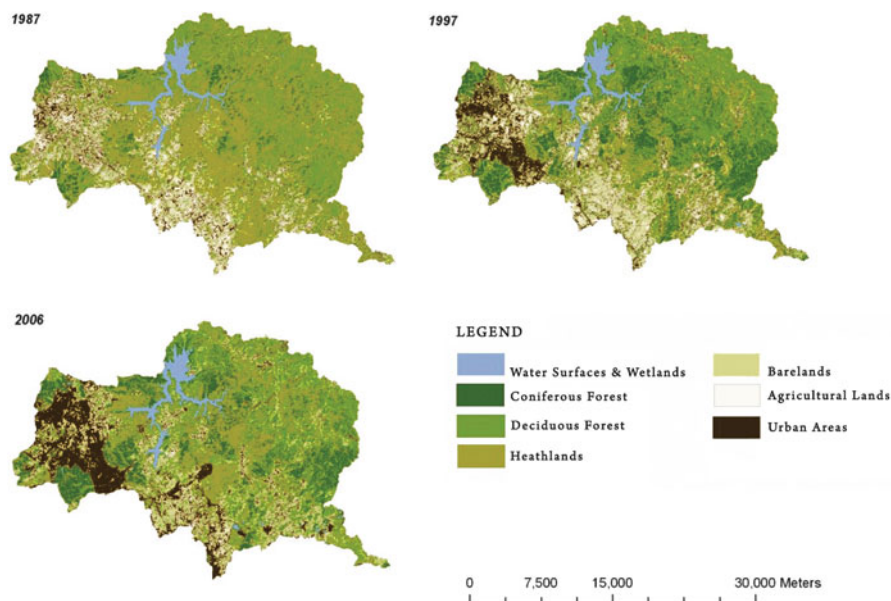 1987
1997
2006
LEGEND
Water Surfaces & Wetlands
Coniferous Forest
Deciduous Forest
Heathlands
Barelands
Agricultural Lands
Urban Areas
0 7,500 15,000 30,000 Meters